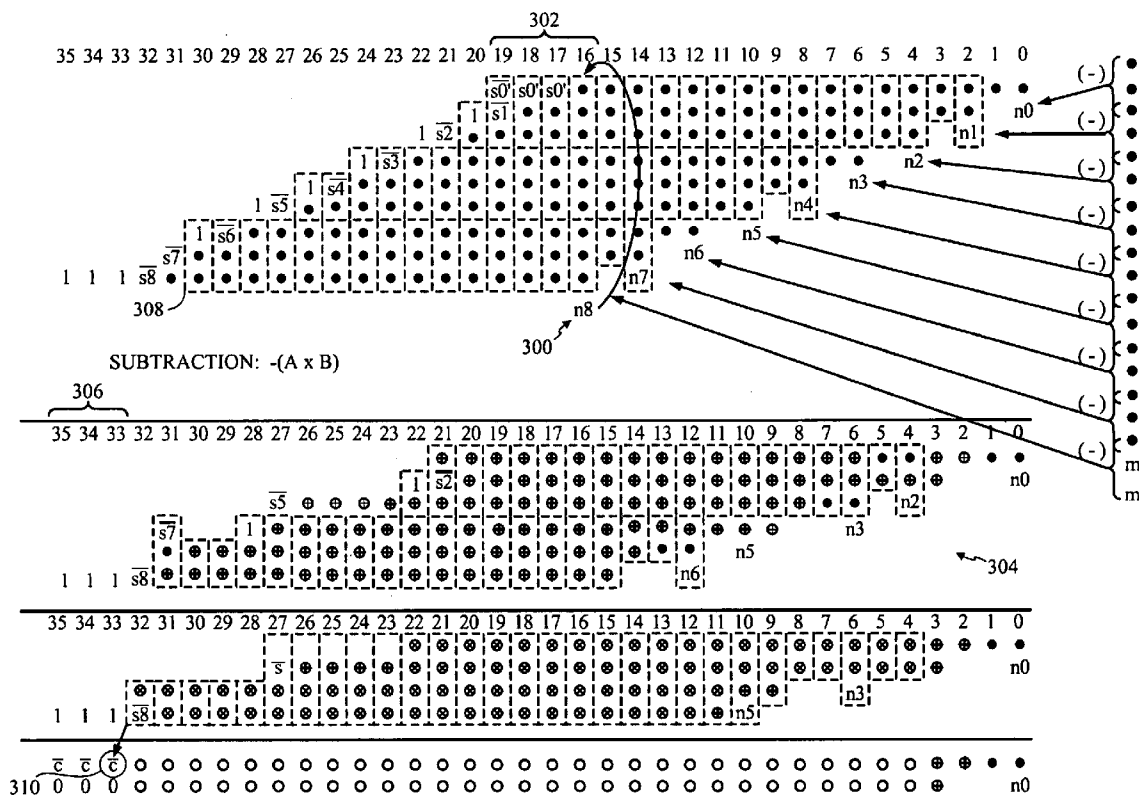 302
35 34 33 32 31 30 29 28 27 26 25 24 23 22 21 20 19 18 17 16 15 14 13 12 11 10 9 8 7 6 5 4 3 2 1 0
s0' s0' s0' (-)
1 s1 n0 (-)
1 s2 n1 (-)
1 s3 n2 (-)
1 s4 n3 (-)
1 s5 n4
1 s6 n5 (-)
s7 n6 (-)
1 1 1 s8 n7
308 n8 (-)
300
SUBTRACTION: -(A x B) (-)
306
35 34 33 32 31 30 29 28 27 26 25 24 23 22 21 20 19 18 17 16 15 14 13 12 11 10 9 8 7 6 5 4 3 2 1 0
(-) m
1 s2 n0 m
s5 n2
s7 1 n3
n5
1 1 1 s8 n6 304
35 34 33 32 31 30 29 28 27 26 25 24 23 22 21 20 19 18 17 16 15 14 13 12 11 10 9 8 7 6 5 4 3 2 1 0
s n0
n3
1 1 1 s8 n5
c c c
310 0 0 0 n0